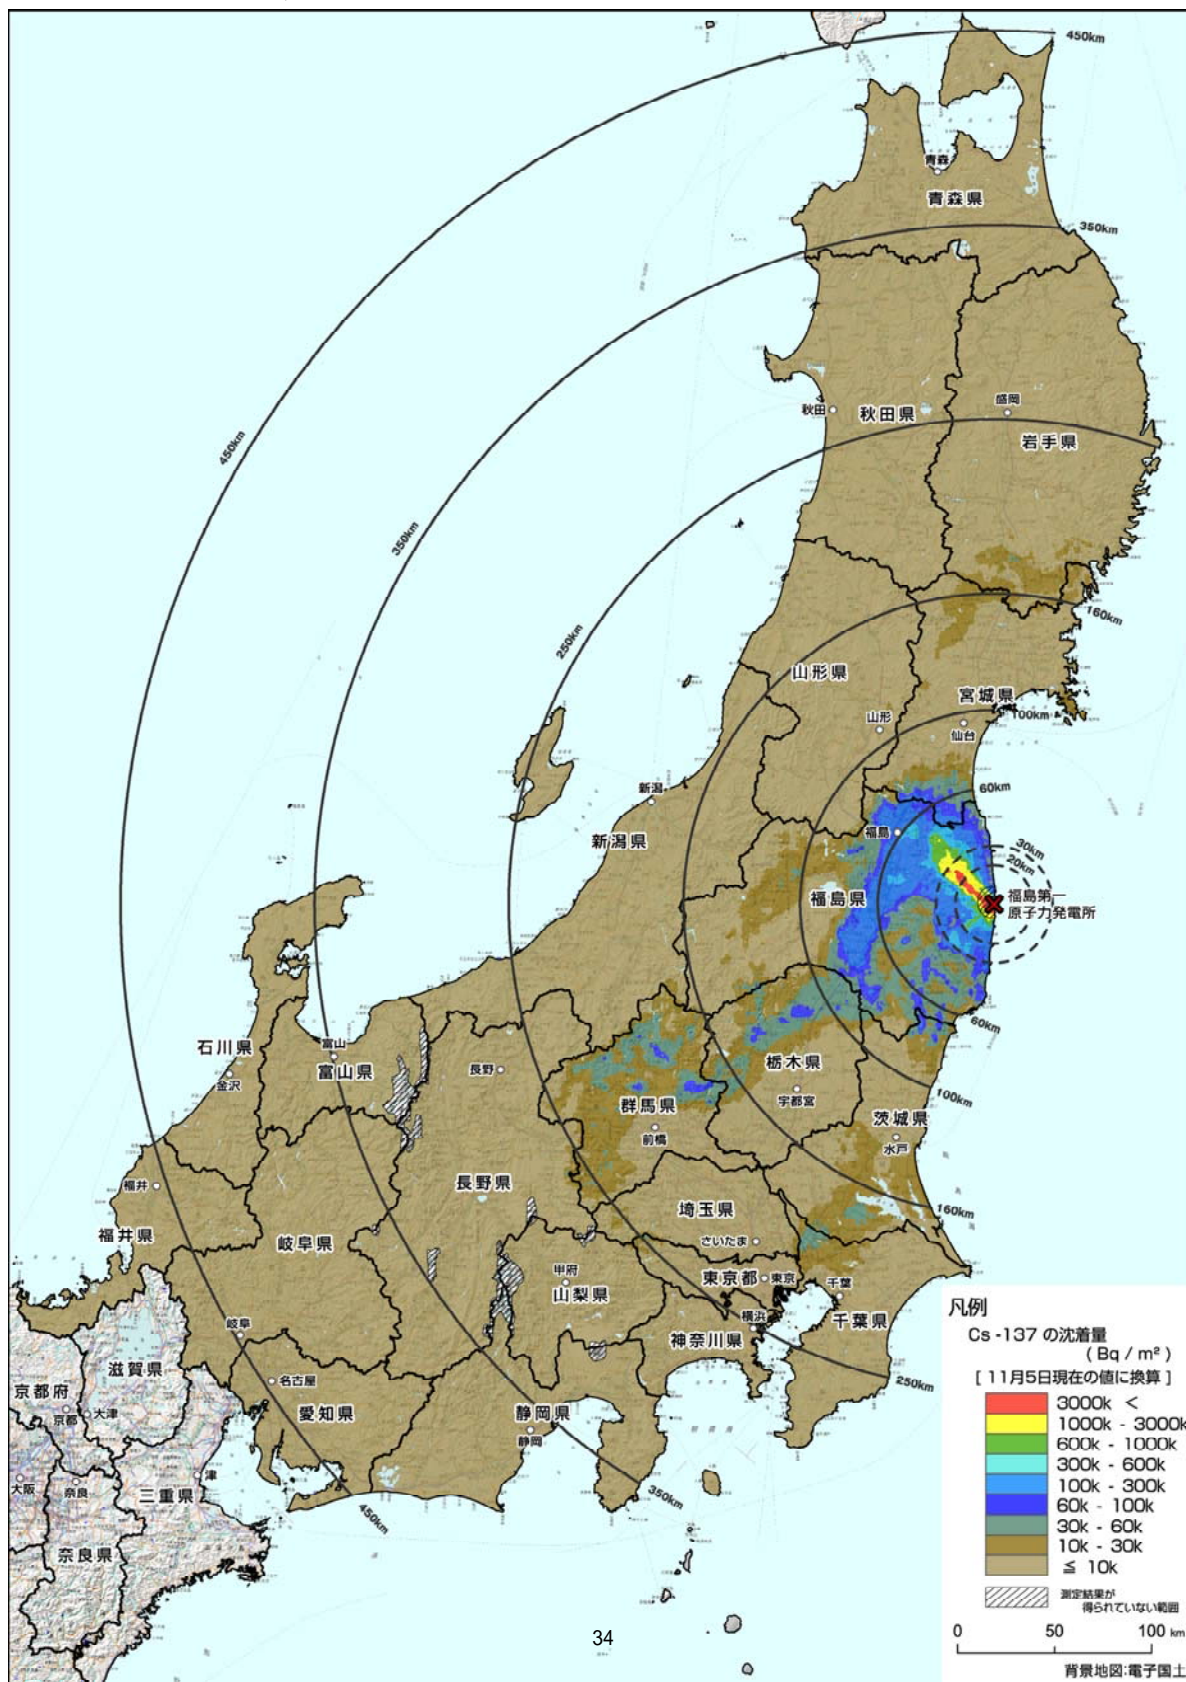 450km
青森
青森県
350km
秋田
秋田県
盛岡
岩手県
450km
350km
250km
160km
山形県
宮城県
山形
仙台
100km
新潟
新潟県
60km
福島
福島県
30km
20km
福島第一
原子力発電所
60km
石川県
金沢
富山
富山県
長野
群馬県
前橋
栃木県
宇都宮
茨城県
水戸
100km
160km
福井
福井県
岐阜県
長野県
埼玉県
さいたま
東京都
東京
千葉
千葉県
甲府
山梨県
横浜
神奈川県
250km
岐阜
滋賀県
京都府
京都
大津
名古屋
愛知県
静岡県
静岡
350km
450km
大阪
奈良
津
三重県
奈良県
凡例
Cs -137 の沈着量
( Bq / m² )
[ 11月5日現在の値に換算 ]
3000k <
1000k - 3000k
600k - 1000k
300k - 600k
100k - 300k
60k - 100k
30k - 60k
10k - 30k
≦ 10k
測定結果が
得られていない範囲
0 50 100 km
背景地図:電子国土
34